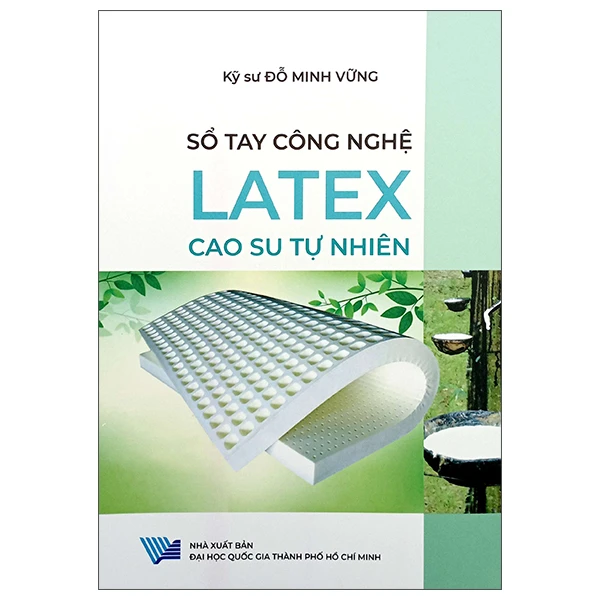 Kỹ sư ĐỖ MINH VỮNG
SỔ TAY CÔNG NGHỆ
LATEX
CAO SU TỰ NHIÊN
NHÀ XUẤT BẢN
ĐẠI HỌC QUỐC GIA THÀNH PHỐ HỒ CHÍ MINH